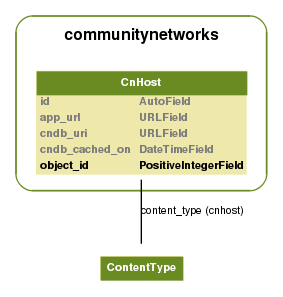 communitynetworks
CnHost
id AutoField
app_url URLField
cndb_uri URLField
cndb_cached_on DateTimeField
object_id PositiveIntegerField
content_type (cnhost)
ContentType